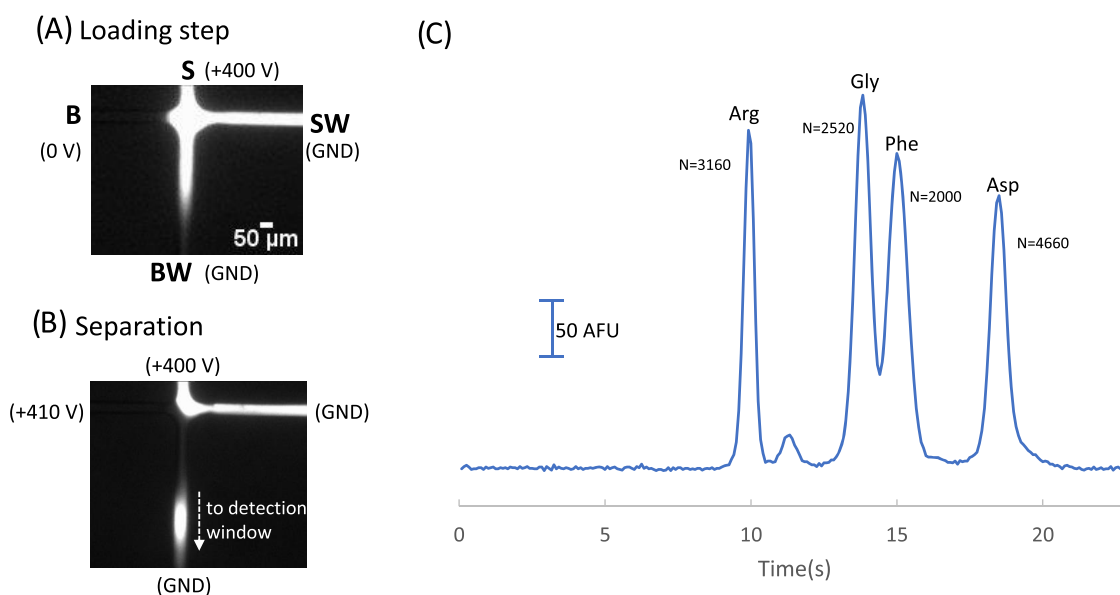 (A) Loading step
S (+400 V)
B
(0 V)
SW
(GND)
50 µm
BW (GND)
(B) Separation
(+400 V)
(+410 V)
(GND)
to detection
window
(GND)
(C)
Arg
N=3160
Gly
N=2520
Phe
N=2000
Asp
N=4660
50 AFU
0 5 10 15 20
Time(s)